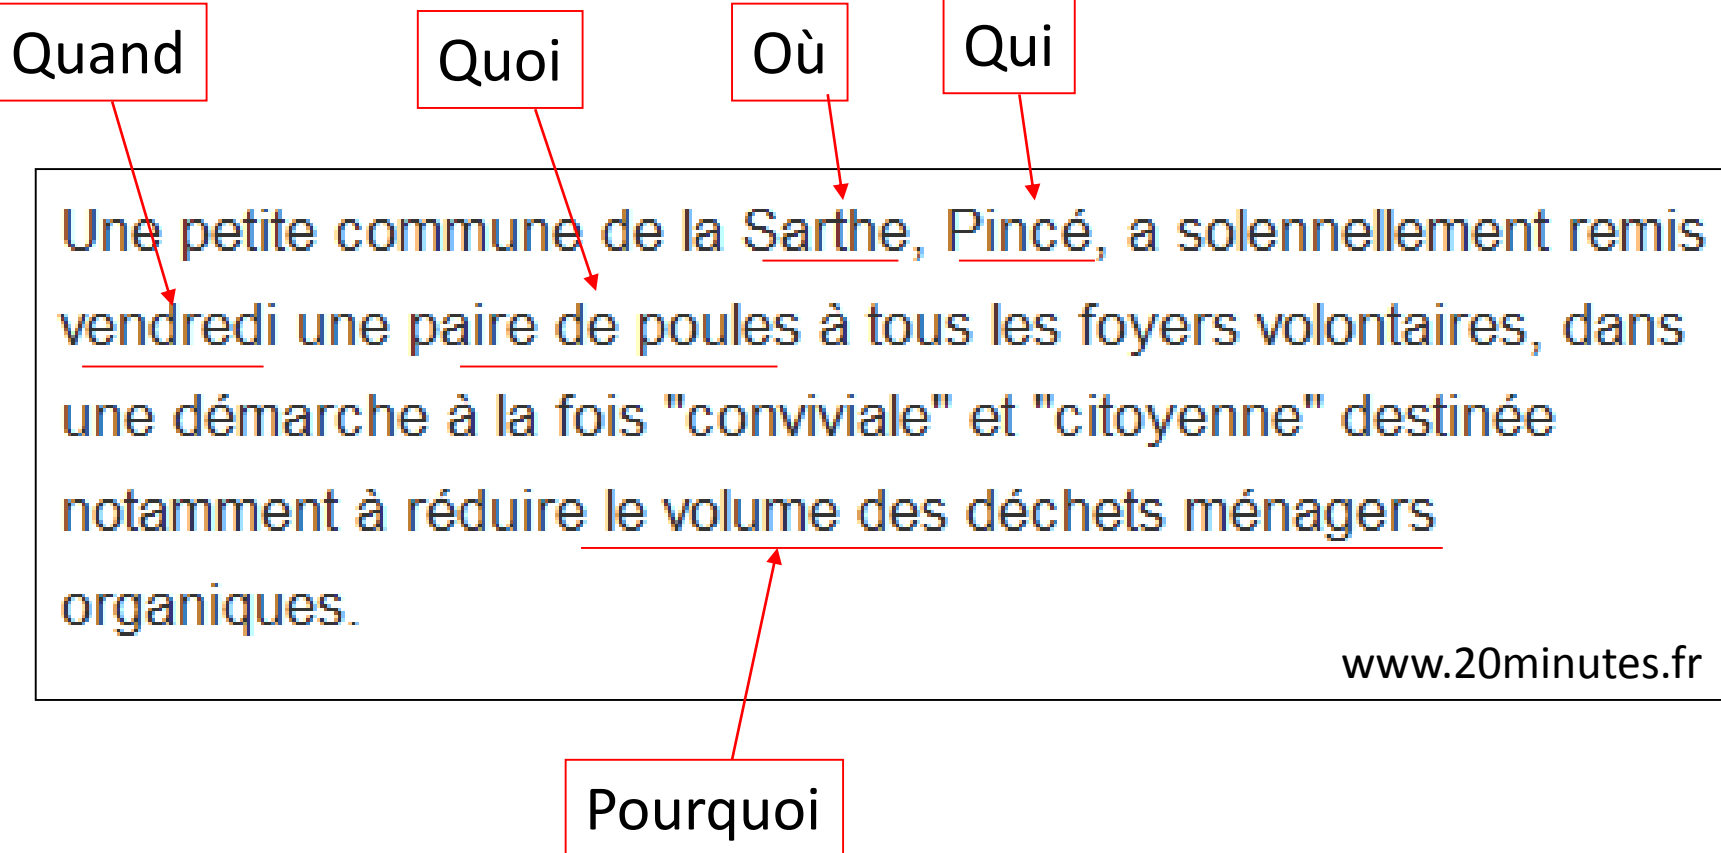 Quand
Quoi
Où
Qui
Une petite commune de la Sarthe, Pincé, a solennellement remis
vendredi une paire de poules à tous les foyers volontaires, dans
une démarche à la fois "conviviale" et "citoyenne" destinée
notamment à réduire le volume des déchets ménagers
organiques.
www.20minutes.fr
Pourquoi